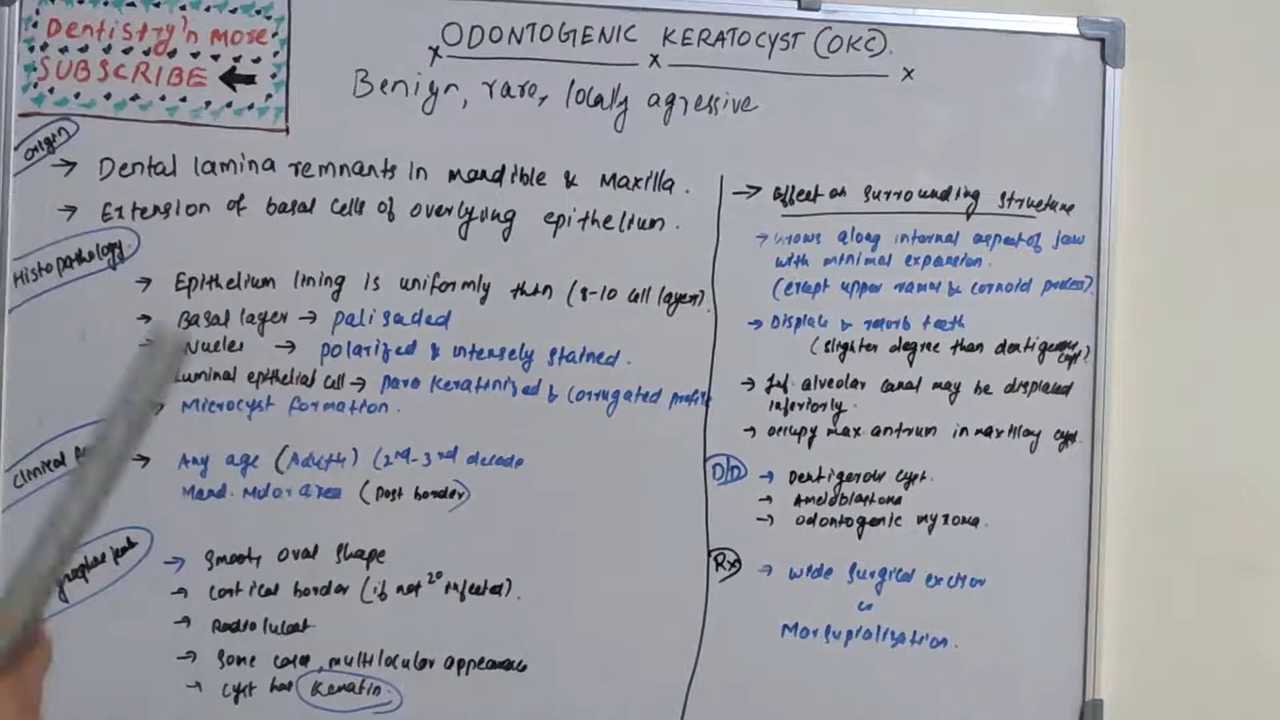 Dentistry'n more
SUBSCRIBE
ODONTOGENIC KERATOCYST (OKC).
Benign, rare, locally agressive
Origin
→ Dental lamina remnants in mandible & Maxilla.
→ Extension of basal cells of overlying epithelium.
Histopathology
→ Epithelium lining is uniformly thin (8-10 cell layer)
→ Basal layer → palisaded
→ Nuclei → polarized & intensely stained.
Luminal epithelial cell → para keratinized & corrugated profile
→ Microcyst formation.
Clinical
→ Any age (Adults) (2nd-3rd decade
Mand. Molar area (post border)
→ Smooth, oval shape
→ cortical border (if not 2° infected).
→ Radiolucent
→ Some case, multilocular appearance
→ cyst has Keratin.
→ Effect on Surrounding Structure
→ Grows along internal aspect of jaw
with minimal expansion.
(except upper ramus & coronoid process)
→ Displace & resorb teeth
(slighter degree than dentigerous cyst)
→ Inf. alveolar canal may be displaced
inferiorly.
→ occupy max antrum in maxillary cyst.
D/D → Dentigerous cyst.
→ Ameloblastoma
→ odontogenic myxoma.
Rx → wide surgical excision
or
Marsupialization.